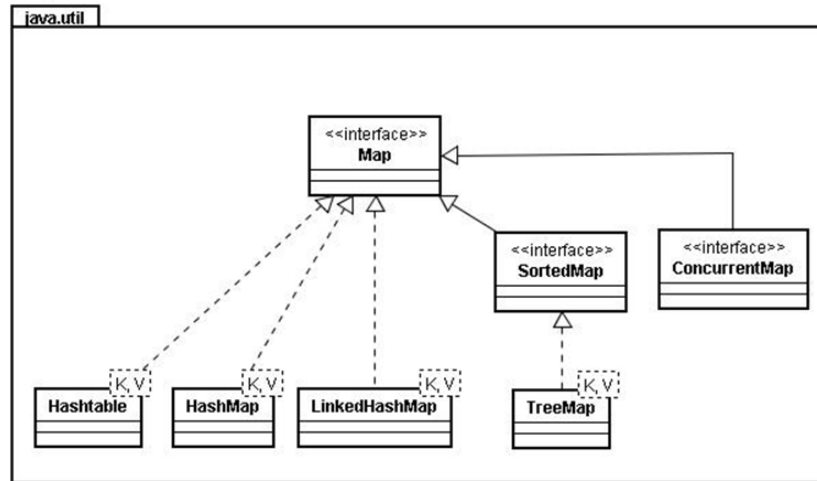 java.util
<<interface>>
Map
<<interface>>
SortedMap
<<interface>>
ConcurrentMap
K, V
Hashtable
K, V
HashMap
K, V
LinkedHashMap
K, V
TreeMap